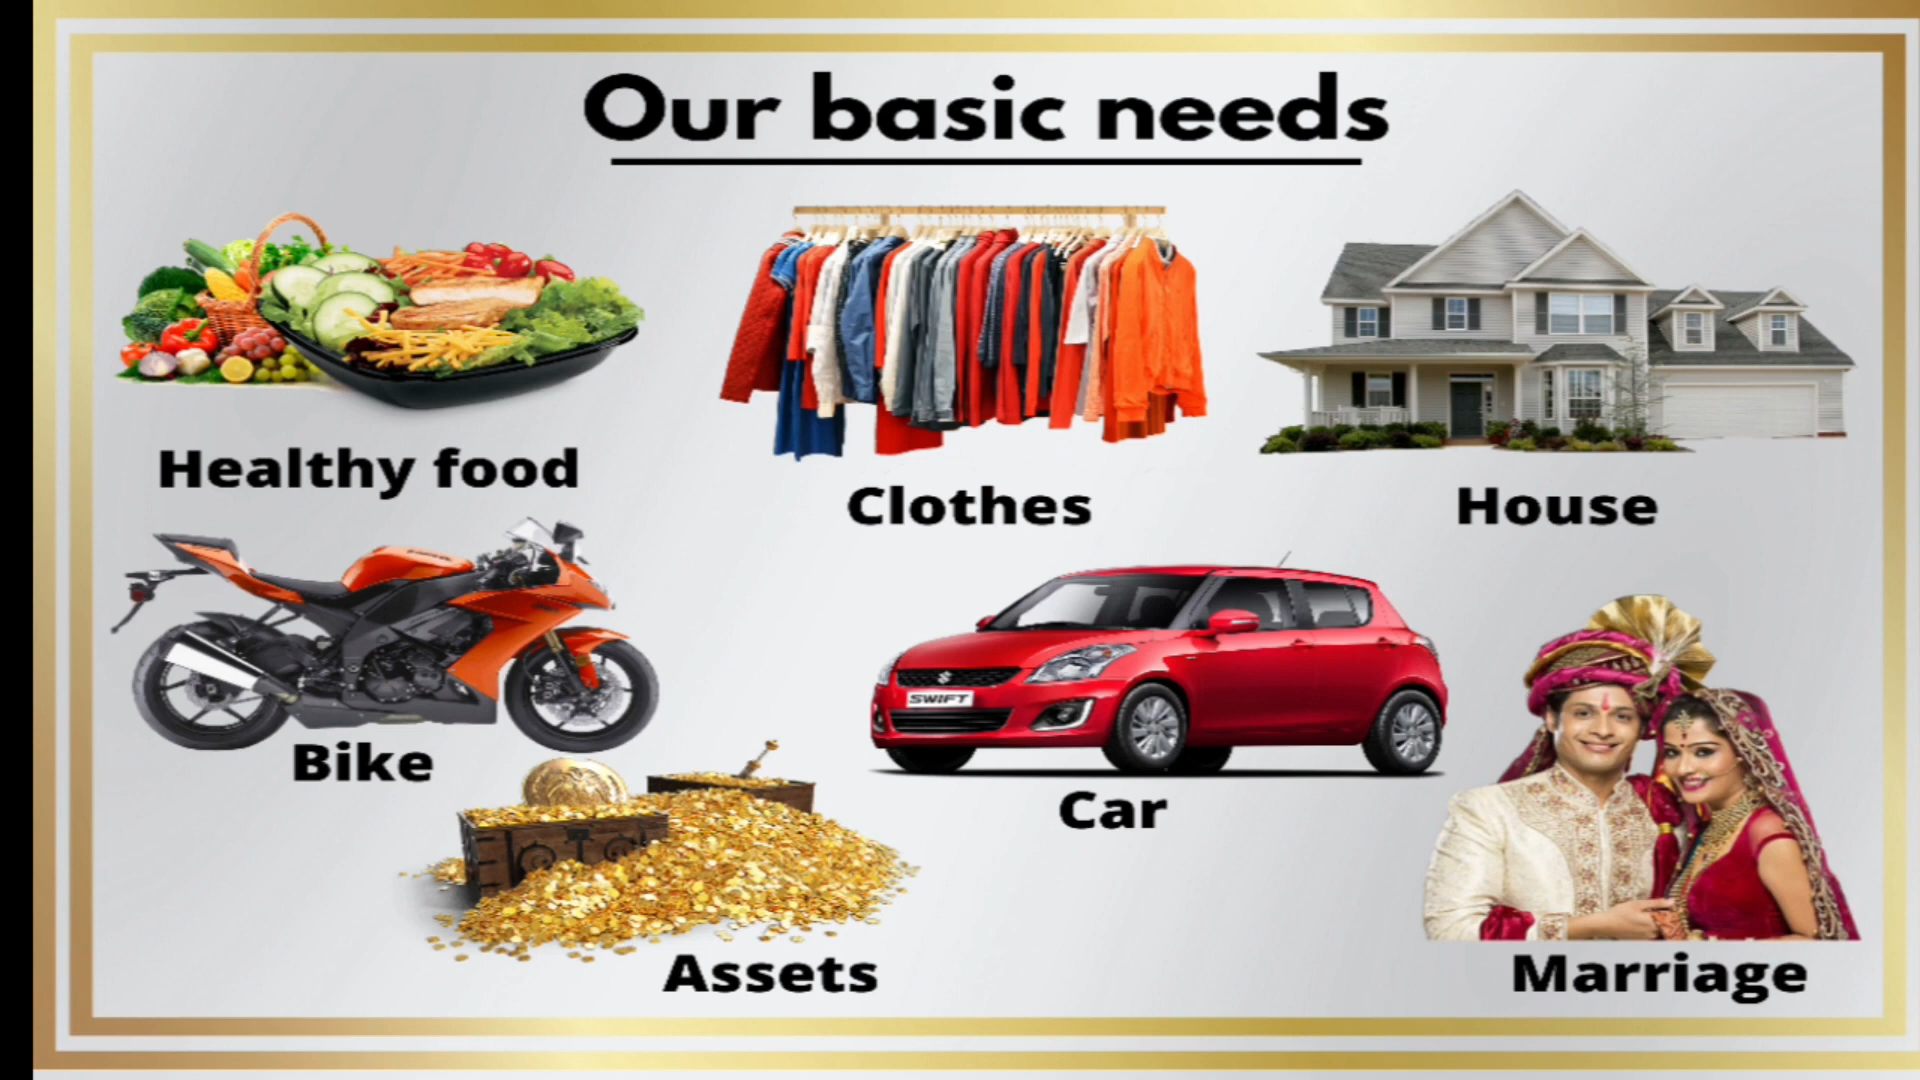 Our basic needs
Healthy food
Clothes
House
SWIFT
Bike
Car
Assets
Marriage